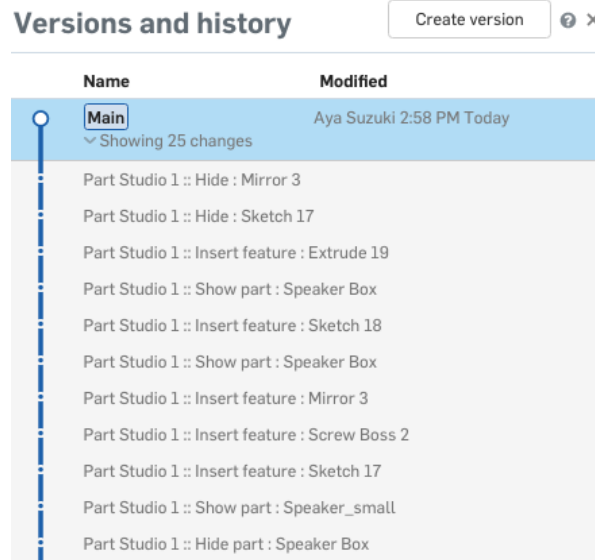 Versions and history
Create version
Name Modified
Main Aya Suzuki 2:58 PM Today
Showing 25 changes
Part Studio 1 :: Hide : Mirror 3
Part Studio 1 :: Hide : Sketch 17
Part Studio 1 :: Insert feature : Extrude 19
Part Studio 1 :: Show part : Speaker Box
Part Studio 1 :: Insert feature : Sketch 18
Part Studio 1 :: Show part : Speaker Box
Part Studio 1 :: Insert feature : Mirror 3
Part Studio 1 :: Insert feature : Screw Boss 2
Part Studio 1 :: Insert feature : Sketch 17
Part Studio 1 :: Show part : Speaker_small
Part Studio 1 :: Hide part : Speaker Box